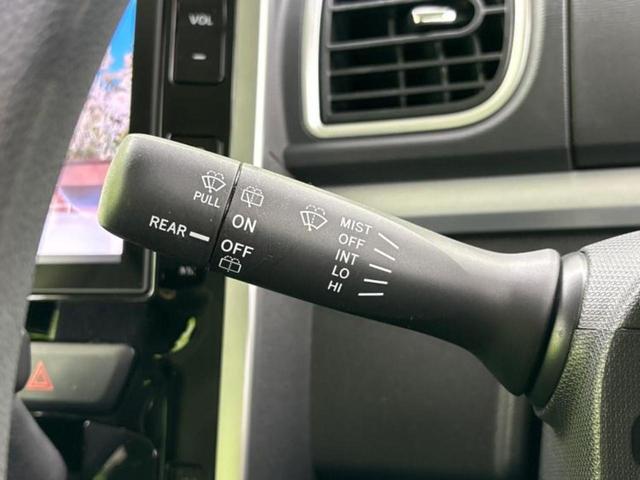 VOL
PULL
REAR
ON
OFF
MIST
OFF
INT
LO
HI